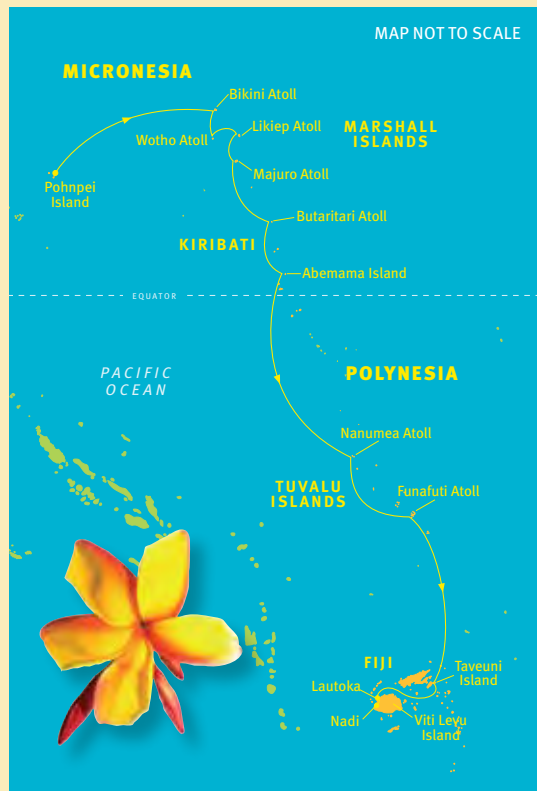 MAP NOT TO SCALE
MICRONESIA
Bikini Atoll
Likiep Atoll
MARSHALL
ISLANDS
Wotho Atoll
Majuro Atoll
Pohnpei
Island
Butaritari Atoll
KIRIBATI
Abemama Island
EQUATOR
PACIFIC
OCEAN
POLYNESIA
Nanumea Atoll
TUVALU
ISLANDS
Funafuti Atoll
FIJI
Taveuni
Island
Lautoka
Nadi
Viti Levu
Island